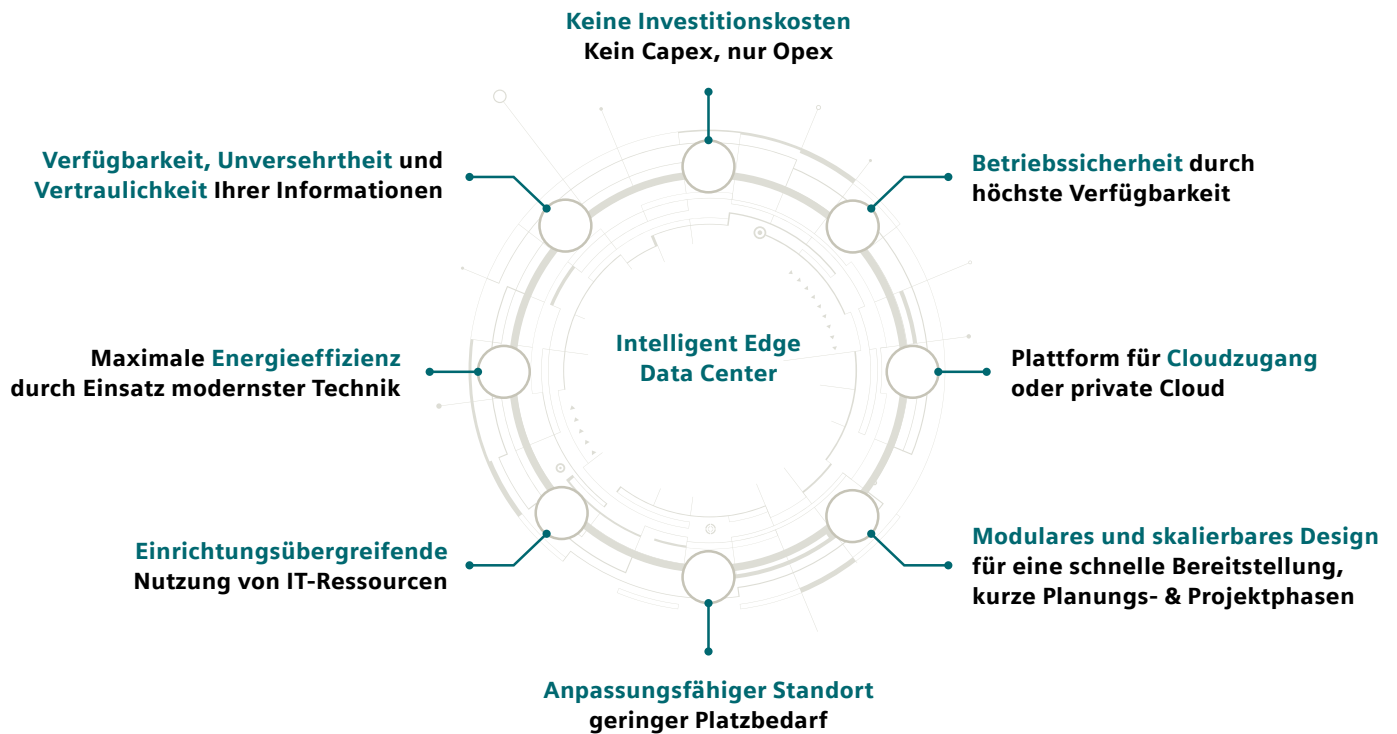 Keine Investitionskosten
Kein Capex, nur Opex
Verfügbarkeit, Unversehrtheit und
Vertraulichkeit Ihrer Informationen
Betriebssicherheit durch
höchste Verfügbarkeit
Intelligent Edge
Data Center
Maximale Energieeffizienz
durch Einsatz modernster Technik
Plattform für Cloudzugang
oder private Cloud
Einrichtungsübergreifende
Nutzung von IT-Ressourcen
Modulares und skalierbares Design
für eine schnelle Bereitstellung,
kurze Planungs- & Projektphasen
Anpassungsfähiger Standort
geringer Platzbedarf